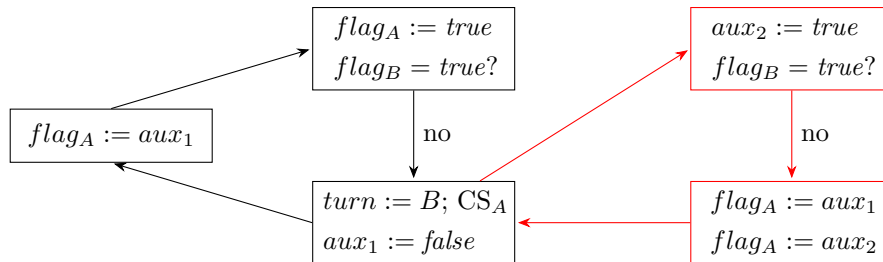 flag_A := true
flag_B = true?
aux_2 := true
flag_B = true?
flag_A := aux_1
no
no
turn := B; CS_A
aux_1 := false
flag_A := aux_1
flag_A := aux_2